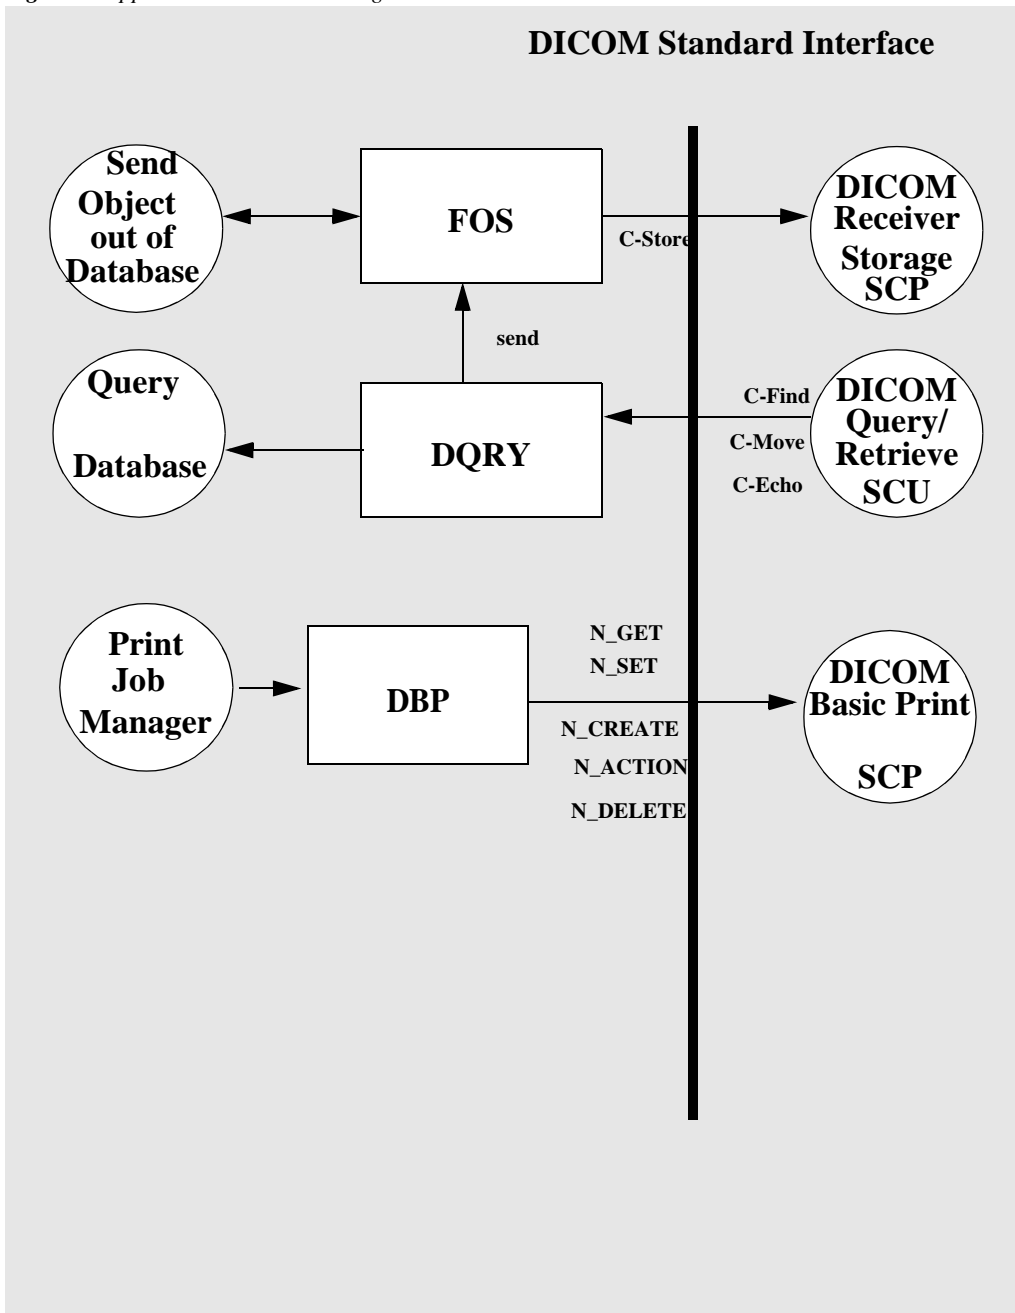 DICOM Standard Interface
Send
Object
out of
Database
FOS
C-Store
DICOM
Receiver
Storage
SCP
send
Query
Database
DQRY
C-Find
C-Move
C-Echo
DICOM
Query/
Retrieve
SCU
Print
Job
Manager
DBP
N_GET
N_SET
N_CREATE
N_ACTION
N_DELETE
DICOM
Basic Print
SCP